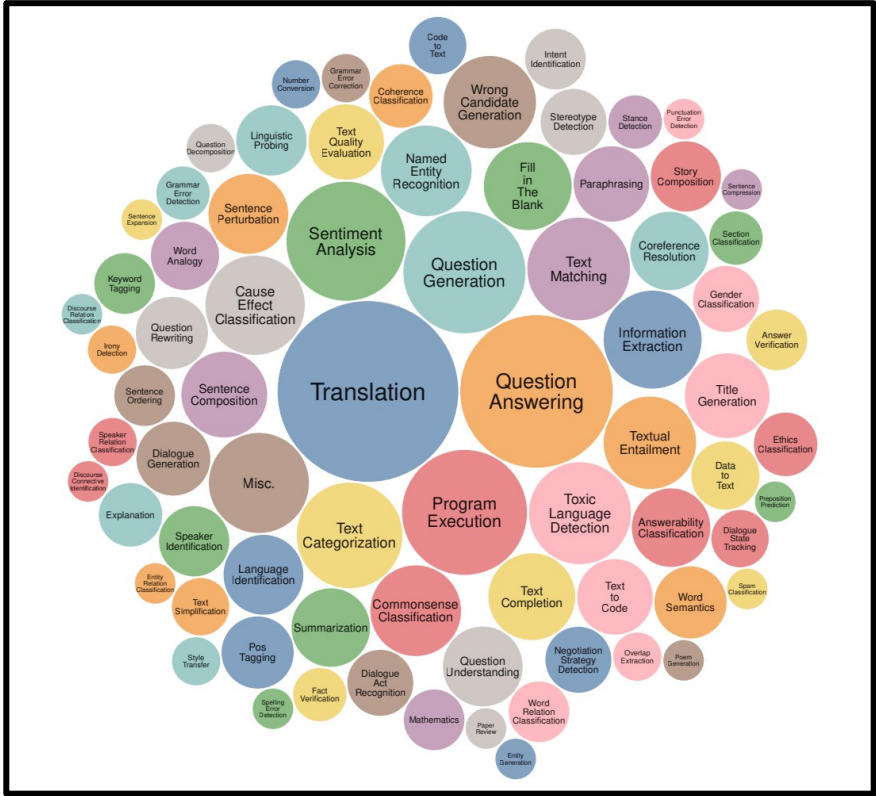 Code
to
Text
Intent
Identification
Number
Conversion
Grammar
Error
Correction
Coherence
Classification
Wrong
Candidate
Generation
Stereotype
Detection
Stance
Detection
Punctuation
Error
Detection
Question
Decomposition
Linguistic
Probing
Text
Quality
Evaluation
Named
Entity
Recognition
Fill
in
The
Blank
Paraphrasing
Story
Composition
Sentence
Compression
Grammar
Error
Detection
Sentence
Perturbation
Sentiment
Analysis
Question
Generation
Text
Matching
Coreference
Resolution
Section
Classification
Sentence
Expansion
Word
Analogy
Keyword
Tagging
Cause
Effect
Classification
Gender
Classification
Discourse
Relation
Classification
Question
Rewriting
Information
Extraction
Answer
Verification
Irony
Detection
Translation
Question
Answering
Sentence
Ordering
Sentence
Composition
Title
Generation
Speaker
Relation
Classification
Dialogue
Generation
Textual
Entailment
Ethics
Classification
Discourse
Connective
Identification
Misc.
Data
to
Text
Explanation
Program
Execution
Toxic
Language
Detection
Preposition
Prediction
Speaker
Identification
Text
Categorization
Answerability
Classification
Dialogue
State
Tracking
Language
Identification
Entity
Relation
Classification
Text
Simplification
Commonsense
Classification
Text
Completion
Text
to
Code
Word
Semantics
Spam
Classification
Summarization
Pos
Tagging
Style
Transfer
Question
Understanding
Negotiation
Strategy
Detection
Overlap
Extraction
Poem
Generation
Spelling
Error
Detection
Fact
Verification
Dialogue
Act
Recognition
Mathematics
Paper
Review
Word
Relation
Classification
Entity
Generation